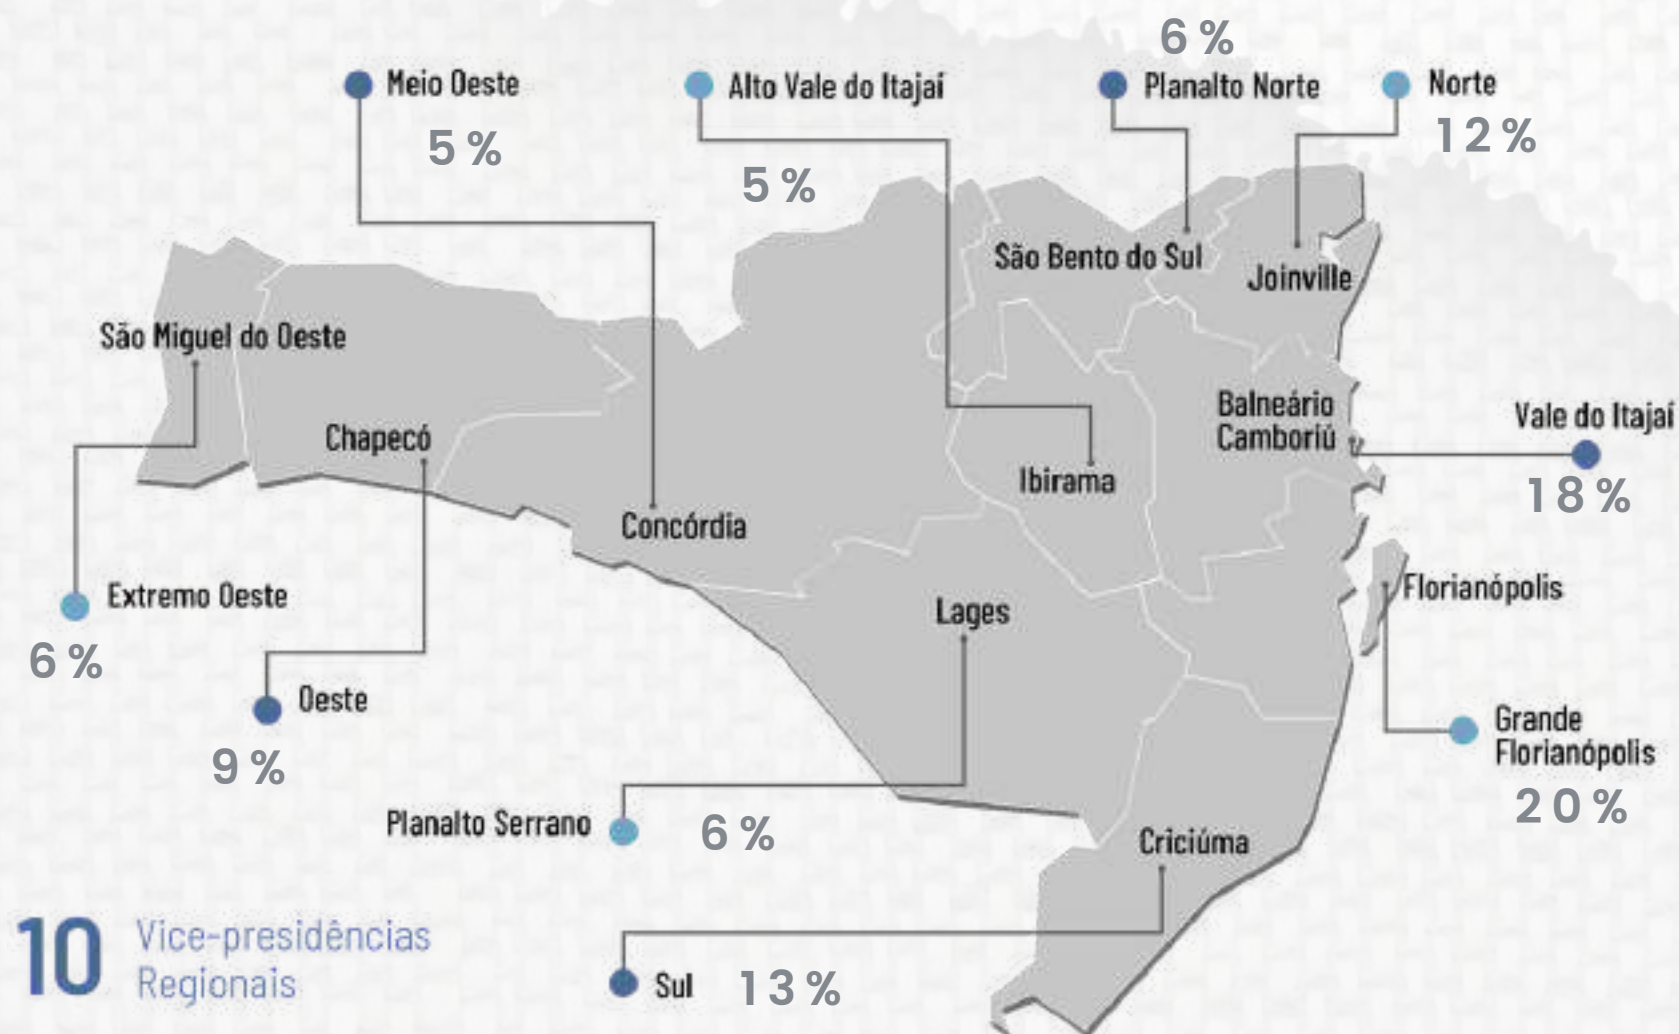 6 %
Meio Oeste
Alto Vale do Itajaí
Planalto Norte
Norte
5 %
5 %
12 %
São Bento do Sul
Joinville
São Miguel do Oeste
Chapecó
Balneário
Camboriú
Vale do Itajaí
18 %
Ibirama
Concórdia
Extremo Oeste
6 %
Lages
Florianópolis
Oeste
9 %
Grande
Florianópolis
20 %
Planalto Serrano
6 %
Criciúma
10
Vice-presidências
Regionais
Sul
13 %